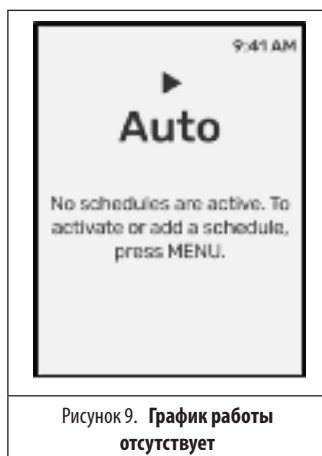 9:41 AM
Auto
No schedules are active. To
activate or add a schedule,
press MENU.
Рисунок 9. График работы
отсутствует